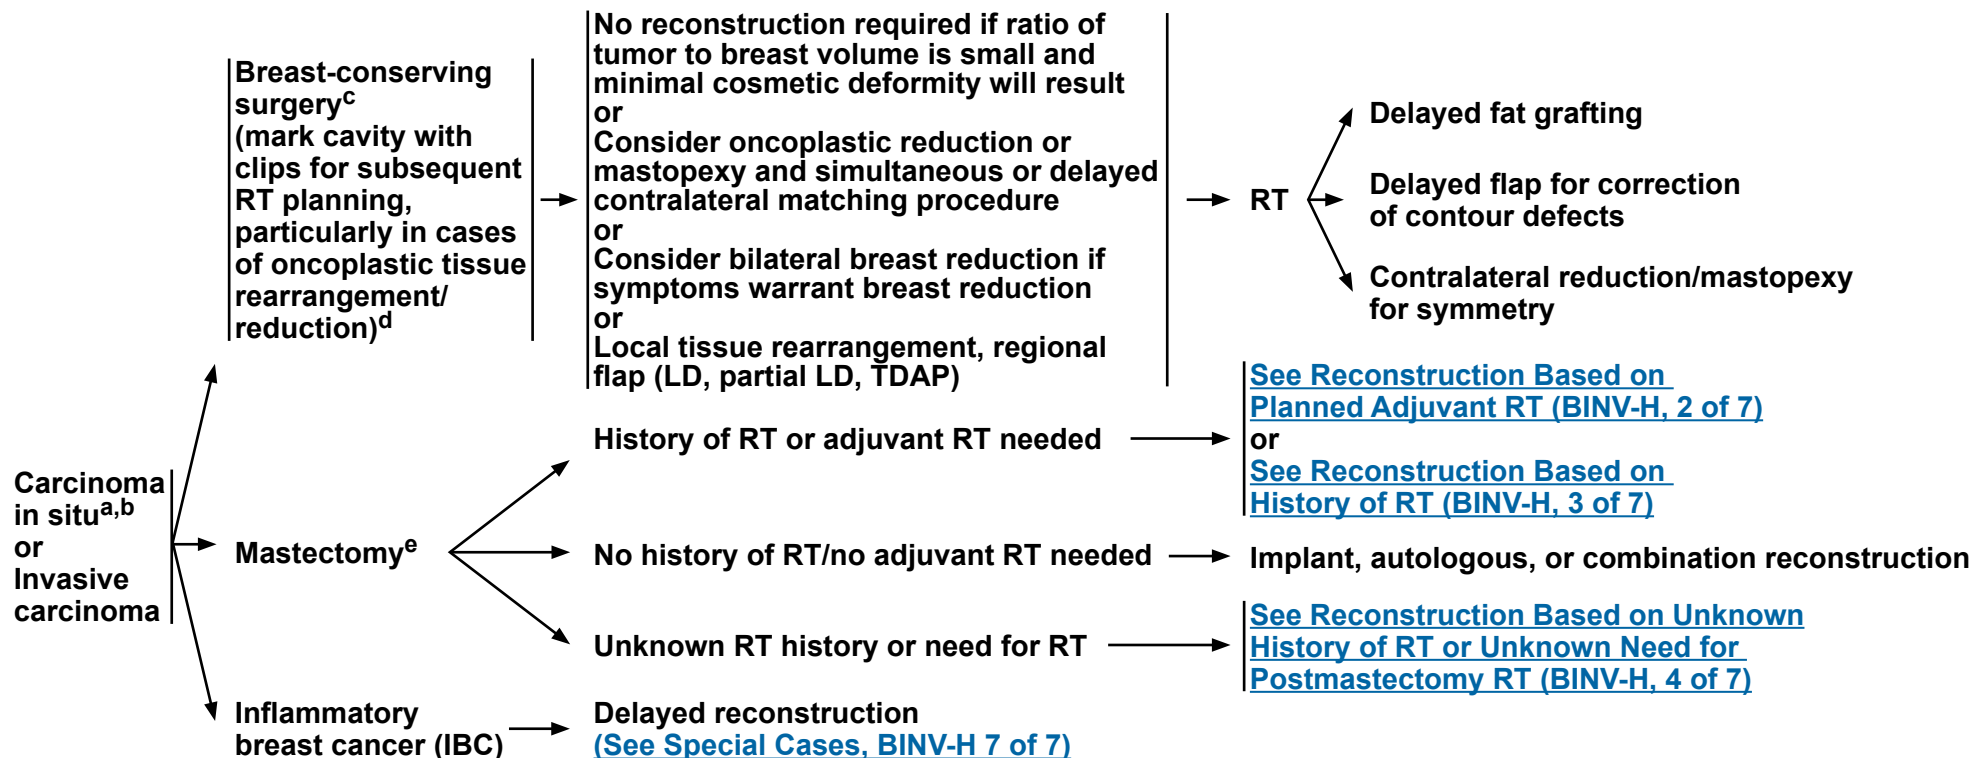 Breast-conserving
surgeryc
(mark cavity with
clips for subsequent
RT planning,
particularly in cases
of oncoplastic tissue
rearrangement/
reduction)d
No reconstruction required if ratio of
tumor to breast volume is small and
minimal cosmetic deformity will result
or
Consider oncoplastic reduction or
mastopexy and simultaneous or delayed
contralateral matching procedure
or
Consider bilateral breast reduction if
symptoms warrant breast reduction
or
Local tissue rearrangement, regional
flap (LD, partial LD, TDAP)
RT
Delayed fat grafting
Delayed flap for correction
of contour defects
Contralateral reduction/mastopexy
for symmetry
Carcinoma
in situa,b
or
Invasive
carcinoma
Mastectomye
History of RT or adjuvant RT needed
See Reconstruction Based on
Planned Adjuvant RT (BINV-H, 2 of 7)
or
See Reconstruction Based on
History of RT (BINV-H, 3 of 7)
No history of RT/no adjuvant RT needed
Implant, autologous, or combination reconstruction
Unknown RT history or need for RT
See Reconstruction Based on Unknown
History of RT or Unknown Need for
Postmastectomy RT (BINV-H, 4 of 7)
Inflammatory
breast cancer (IBC)
Delayed reconstruction
(See Special Cases, BINV-H 7 of 7)